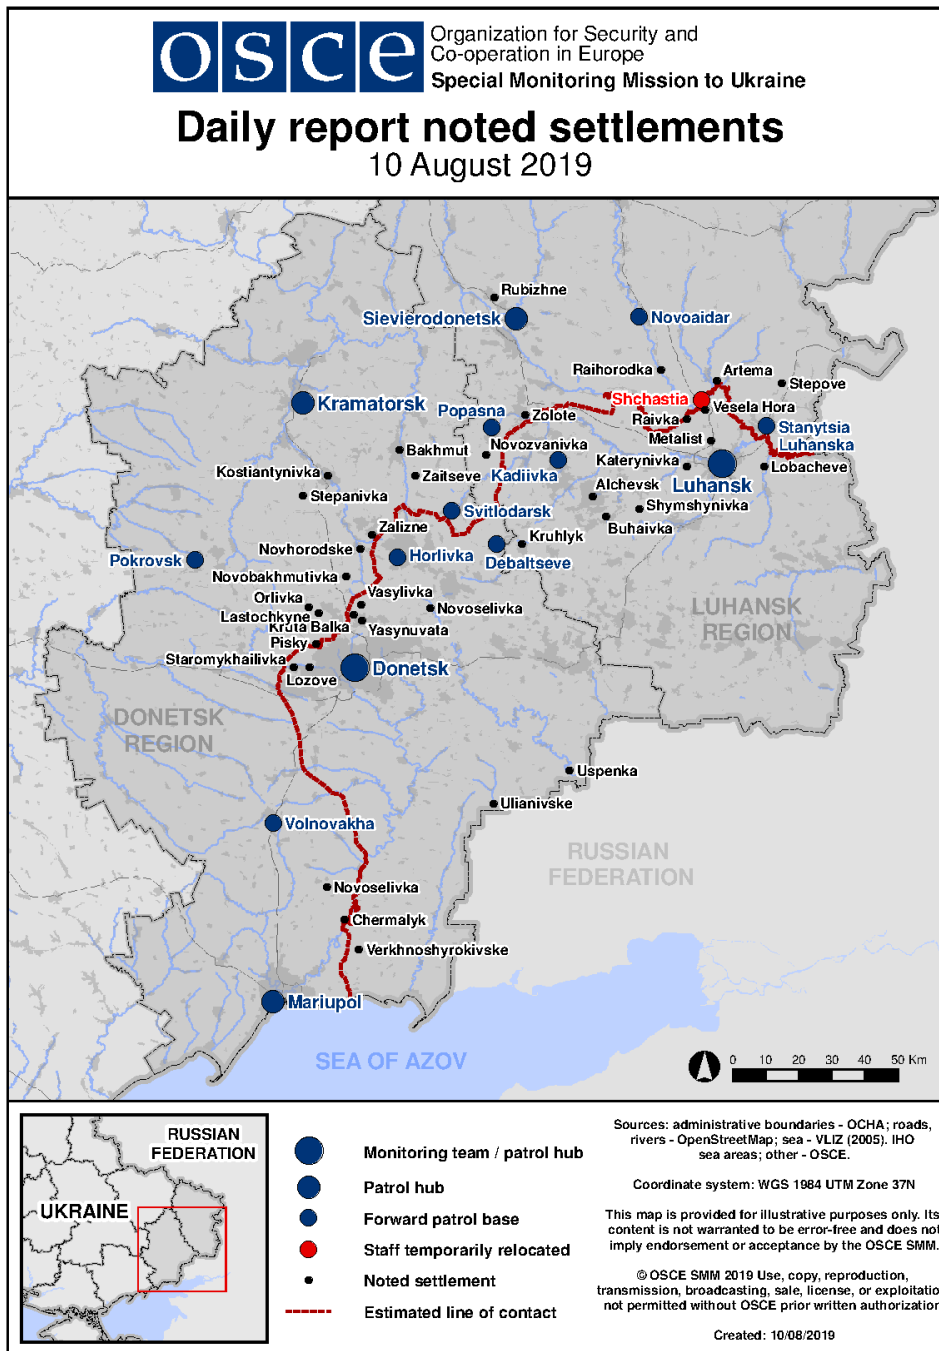 osce
Organization for Security and
Co-operation in Europe
Special Monitoring Mission to Ukraine
Daily report noted settlements
10 August 2019
Rubizhne
Sievierodonetsk
Novoaidar
Raihorodka
Artema
Stepove
Shchastia
Kramatorsk
Popasna
Zolote
Vesela Hora
Raivka
Stanytsia
Luhanska
Metalist
Bakhmut
Novozvanivka
Kostiantynivka
Zaitseve
Kadiivka
Katerynivka
Lobacheve
Luhansk
Stepanivka
Alchevsk
Shymshynivka
Svitlodarsk
Buhaivka
Zalizne
Kruhlyk
Novhorodske
Horlivka
Debaltseve
Pokrovsk
Novobakhmutivka
Vasylivka
Orlivka
Novoselivka
Lastochkyne
Kruta Balka
Yasynuvata
LUHANSK
REGION
Pisky
Staromykhailivka
Donetsk
Lozove
DONETSK
REGION
Uspenka
Ulianivske
Volnovakha
RUSSIAN
FEDERATION
Novoselivka
Chermalyk
Verkhnoshyrokivske
Mariupol
SEA OF AZOV
0 10 20 30 40 50 Km
RUSSIAN
FEDERATION
UKRAINE
Monitoring team / patrol hub
Patrol hub
Forward patrol base
Staff temporarily relocated
Noted settlement
Estimated line of contact
Sources: administrative boundaries - OCHA; roads,
rivers - OpenStreetMap; sea - VLIZ (2005). IHO
sea areas; other - OSCE.
Coordinate system: WGS 1984 UTM Zone 37N
This map is provided for illustrative purposes only. Its
content is not warranted to be error-free and does not
imply endorsement or acceptance by the OSCE SMM.
© OSCE SMM 2019 Use, copy, reproduction,
transmission, broadcasting, sale, license, or exploitatio
not permitted without OSCE prior written authorization
Created: 10/08/2019